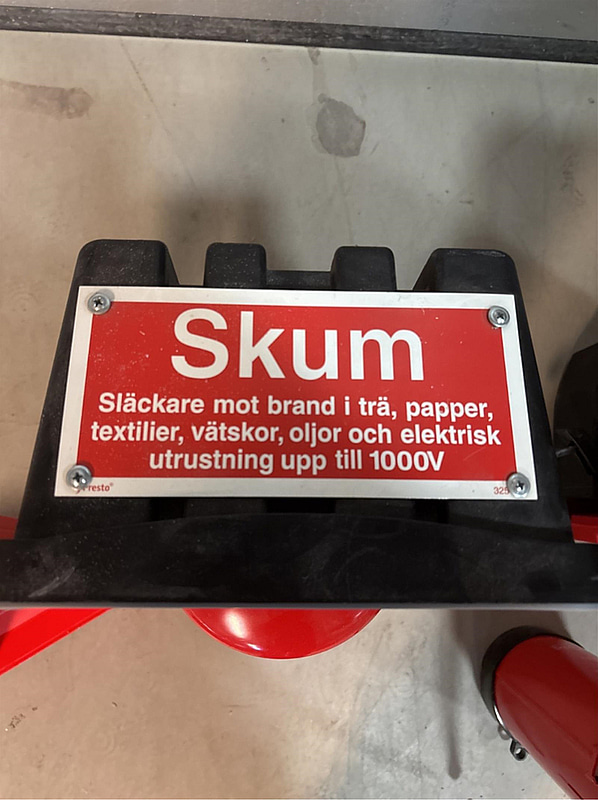 Skum
Släckare mot brand i trä, papper,
textilier, vätskor, oljor och elektrisk
utrustning upp till 1000V